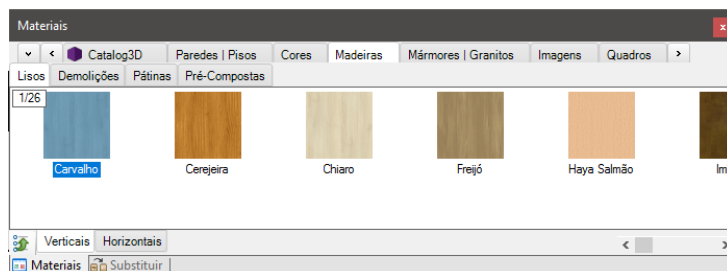 Materiais
Catalog3D Paredes | Pisos Cores Madeiras Mármores | Granitos Imagens Quadros
Lisos Demolições Pátinas Pré-Compostas
1/26
Carvalho Cerejeira Chiaro Freijó Haya Salmão Im
Verticais Horizontais
Materiais Substituir